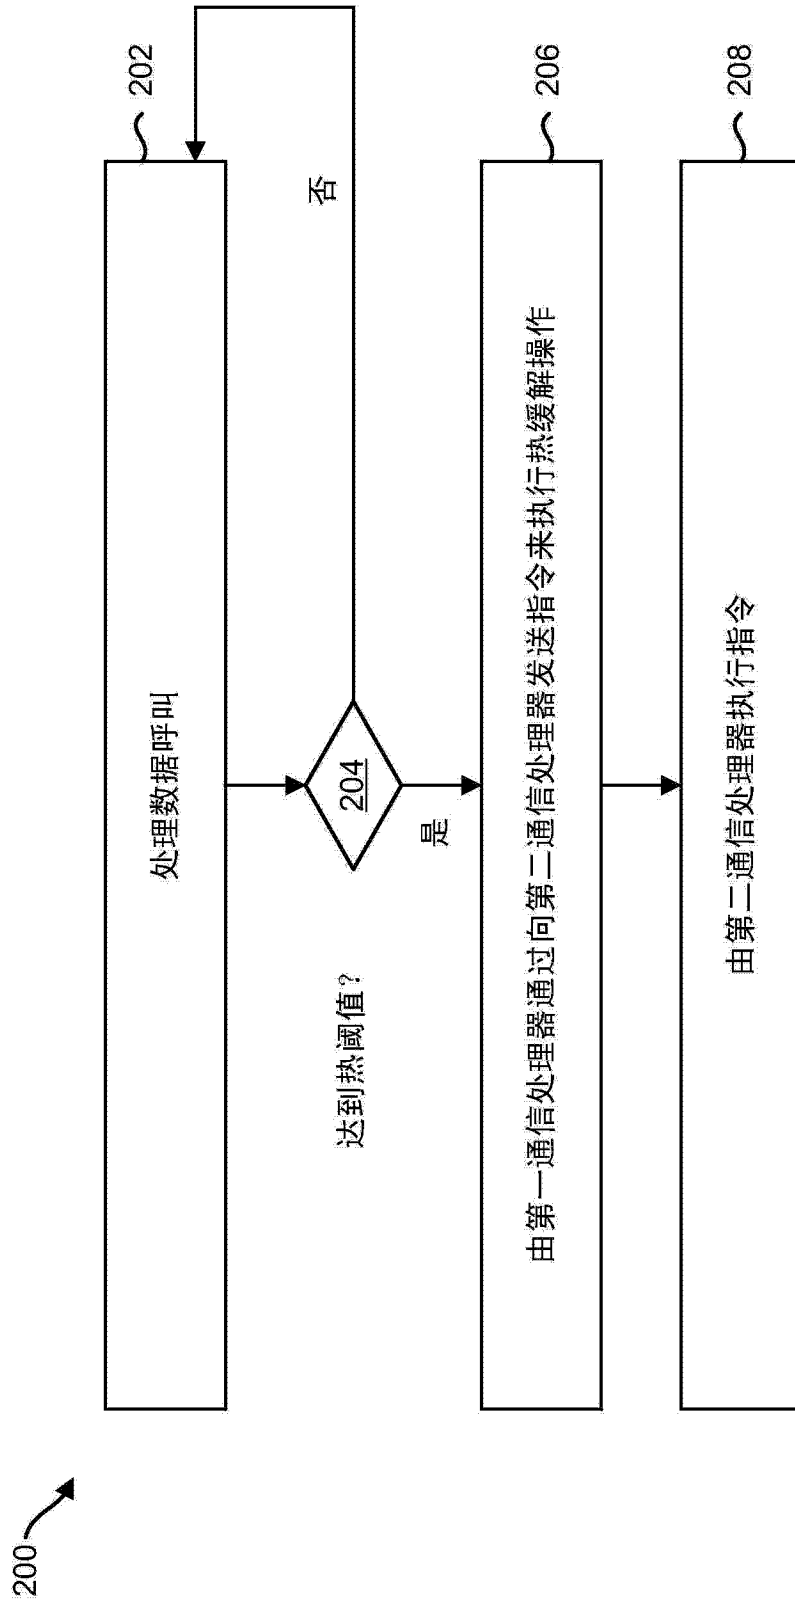 200
处理数据呼叫
202
否
204
达到热阈值?
是
由第一通信处理器通过向第二通信处理器发送指令来执行热缓解操作
206
由第二通信处理器执行指令
208